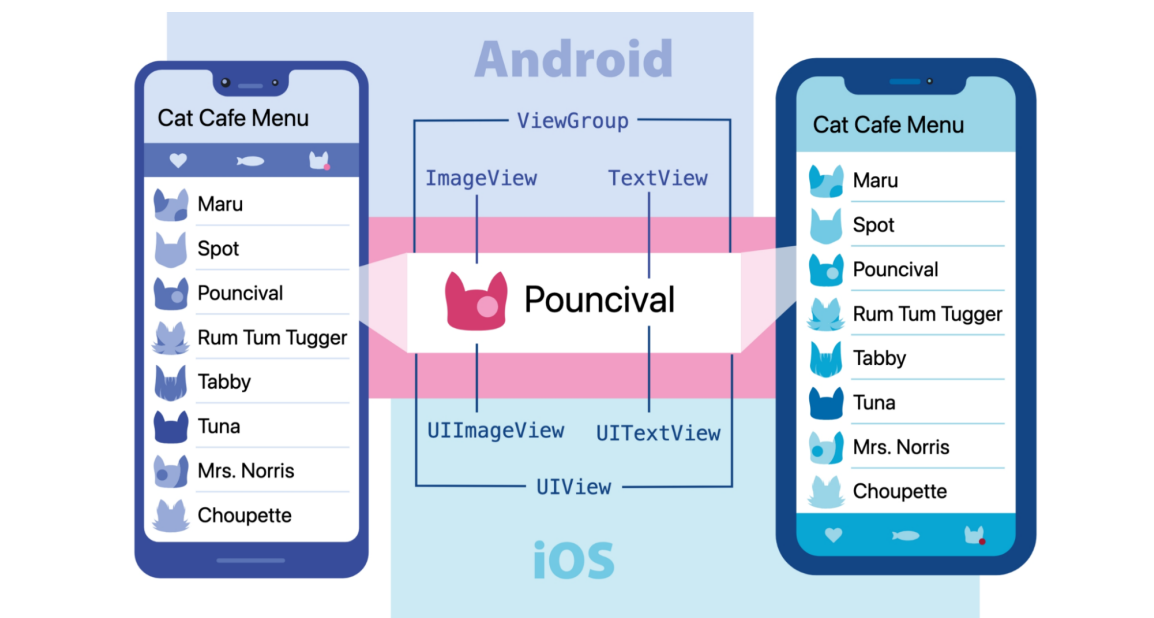 Android
Cat Cafe Menu
Maru
Spot
Pouncival
Rum Tum Tugger
Tabby
Tuna
Mrs. Norris
Choupette
ViewGroup
ImageView
TextView
Pouncival
UIImageView
UITextView
UIView
iOS
Cat Cafe Menu
Maru
Spot
Pouncival
Rum Tum Tugger
Tabby
Tuna
Mrs. Norris
Choupette